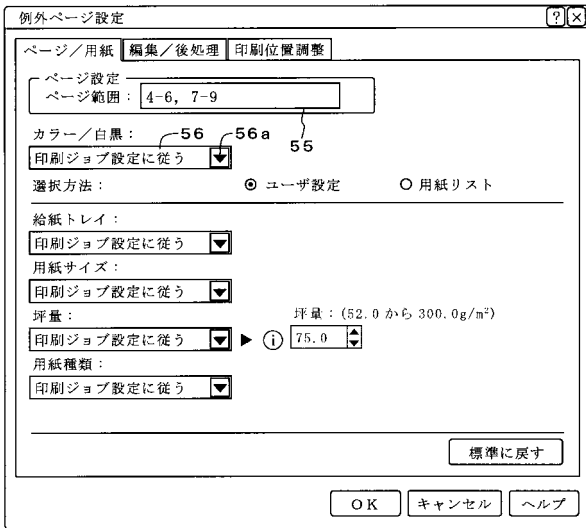 例外ページ設定 ?×
ページ/用紙 編集/後処理 印刷位置調整
ページ設定
ページ範囲: 4-6, 7-9
カラー/白黒: 56 56a 55
印刷ジョブ設定に従う
選択方法: ユーザ設定 用紙リスト
給紙トレイ:
印刷ジョブ設定に従う
用紙サイズ:
印刷ジョブ設定に従う
坪量: 坪量:(52.0 から 300.0g/m²)
印刷ジョブ設定に従う i 75.0
用紙種類:
印刷ジョブ設定に従う
標準に戻す
OK キャンセル ヘルプ